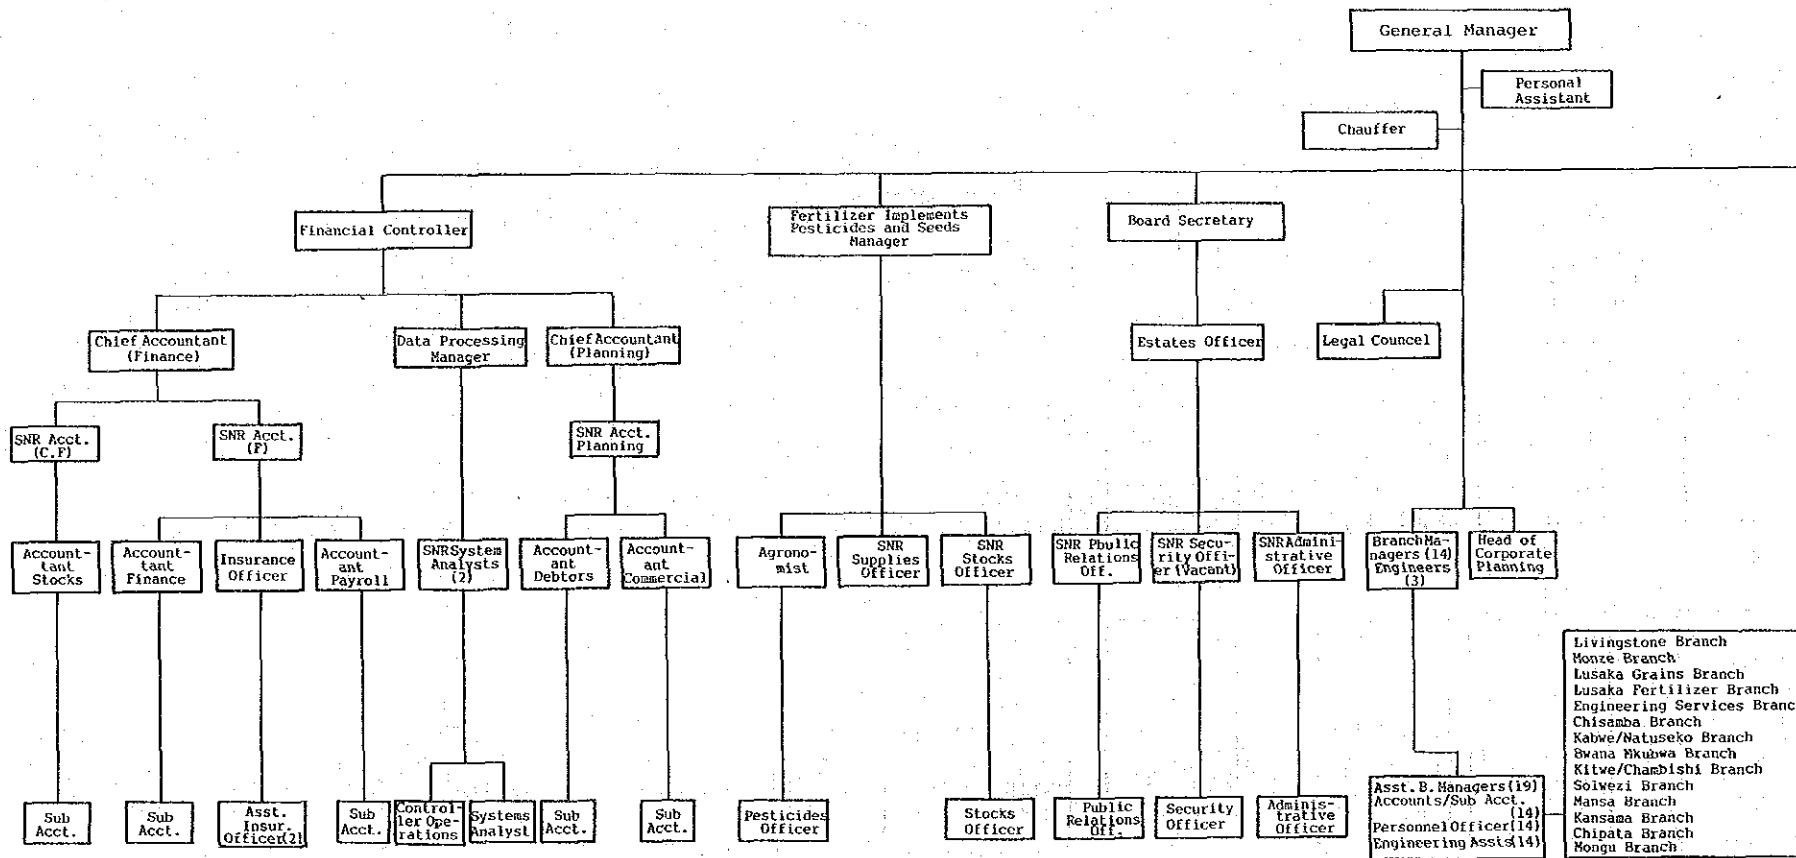 General Manager
Personal
Assistant
Chauffer
Financial Controller
Fertilizer Implements
Pesticides and Seeds
Manager
Board Secretary
Chief Accountant
(Finance)
Data Processing
Manager
Chief Accountant
(Planning)
Estates Officer
Legal Councel
SNR Acct.
(C.F)
SNR Acct.
(F)
SNR Acct.
Planning
Account-
tant
Stocks
Account-
tant
Finance
Insurance
Officer
Account-
ant
Payroll
SNR System
Analysts
(2)
Account-
ant
Debtors
Account-
ant
Commercial
Agrono-
mist
SNR
Supplies
Officer
SNR
Stocks
Officer
SNR Pbulic
Relations
Off.
SNR Secu-
rity Offi-
er (Vacant)
SNR Admini-
strative
Officer
Branch Ma-
nagers (14)
Engineers
(3)
Head of
Corporate
Planning
Sub
Acct.
Sub
Acct.
Asst.
Insur.
Officer(2)
Sub
Acct.
Control-
ler Ope-
rations
Systems
Analyst
Sub
Acct.
Sub
Acct.
Pesticides
Officer
Stocks
Officer
Public
Relations
Off.
Security
Officer
Adminis-
trative
Officer
Asst. B. Managers (19)
Accounts/Sub Acct.
(14)
Personnel Officer (14)
Engineering Assts (14)
Livingstone Branch
Monze Branch
Lusaka Grains Branch
Lusaka Fertilizer Branch
Engineering Services Branc
Chisamba Branch
Kabwe/Natuseko Branch
Bwana Mkubwa Branch
Kitwe/Chambishi Branch
Solwezi Branch
Mansa Branch
Kansama Branch
Chipata Branch
Mongu Branch